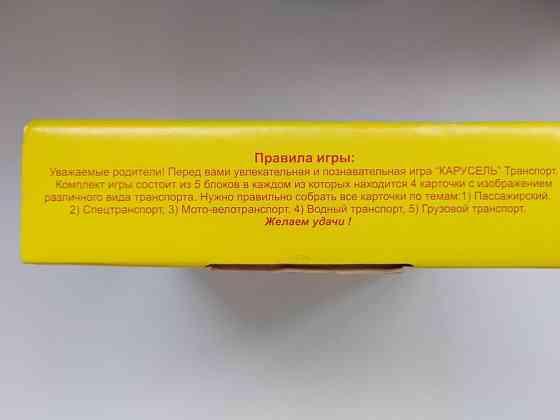 Правила игры:
Уважаемые родители! Перед вами увлекательная и познавательная игра "КАРУСЕЛЬ" Транспорт.
Комплект игры состоит из 5 блоков в каждом из которых находится 4 карточки с изображением
различного вида транспорта. Нужно правильно собрать все карточки по темам:1) Пассажирский.
2) Спецтранспорт, 3) Мото-велотранспорт. 4) Водный транспорт, 5) Грузовой транспорт.
Желаем удачи !